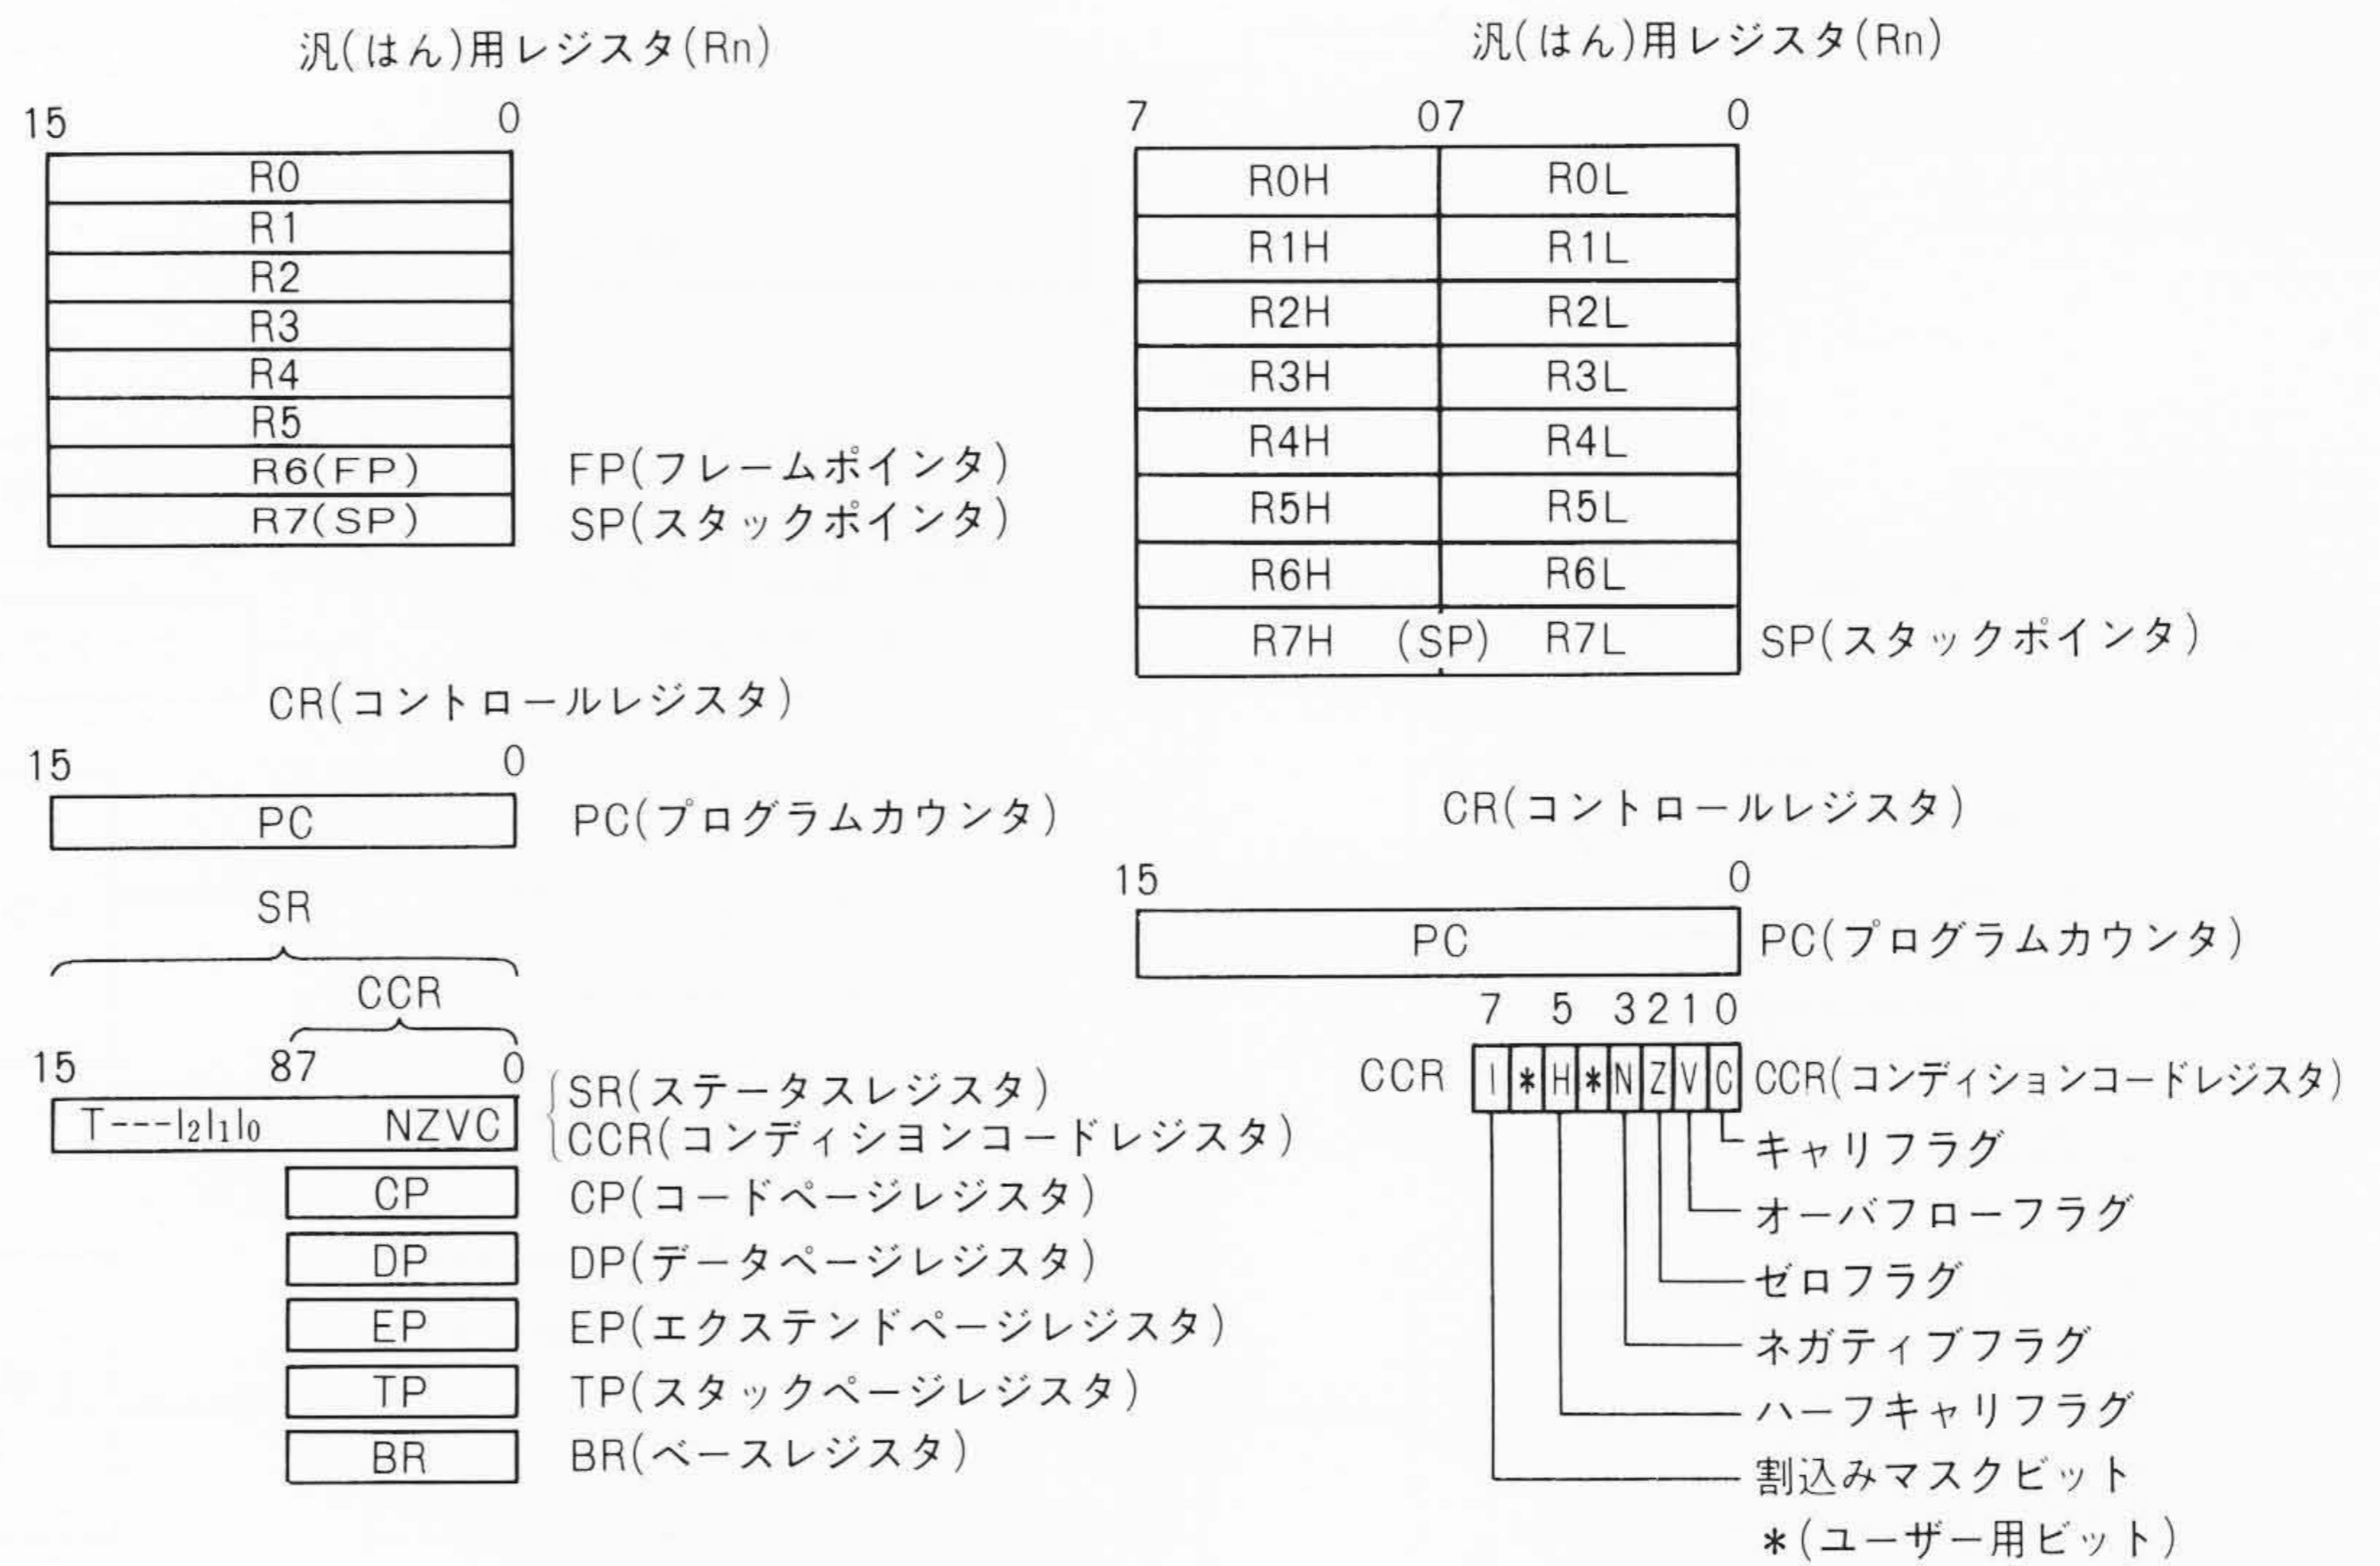 汎(はん)用レジスタ(Rn)
15 0
R0
R1
R2
R3
R4
R5
R6(FP) FP(フレームポインタ)
R7(SP) SP(スタックポインタ)
CR(コントロールレジスタ)
15 0
PC PC(プログラムカウンタ)
SR
CCR
15 87 0
T---I₂I₁I₀ NZVC
SR(ステータスレジスタ)
CCR(コンディションコードレジスタ)
CP CP(コードページレジスタ)
DP DP(データページレジスタ)
EP EP(エクステンドページレジスタ)
TP TP(スタックページレジスタ)
BR BR(ベースレジスタ)
汎(はん)用レジスタ(Rn)
7 07 0
R0H R0L
R1H R1L
R2H R2L
R3H R3L
R4H R4L
R5H R5L
R6H R6L
R7H (SP) R7L SP(スタックポインタ)
CR(コントロールレジスタ)
15 0
PC PC(プログラムカウンタ)
7 5 3 2 1 0
CCR I * H * N Z V C CCR(コンディションコードレジスタ)
キャリフラグ
オーバフローフラグ
ゼロフラグ
ネガティブフラグ
ハーフキャリフラグ
割込みマスクビット
*(ユーザー用ビット)